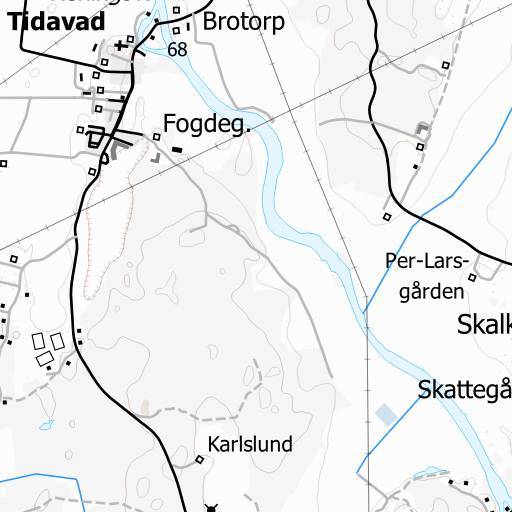 Tidavad
Brotorp
68
Fogdeg.
Per-Lars-
gården
Skalk
Skattegå
Karlslund